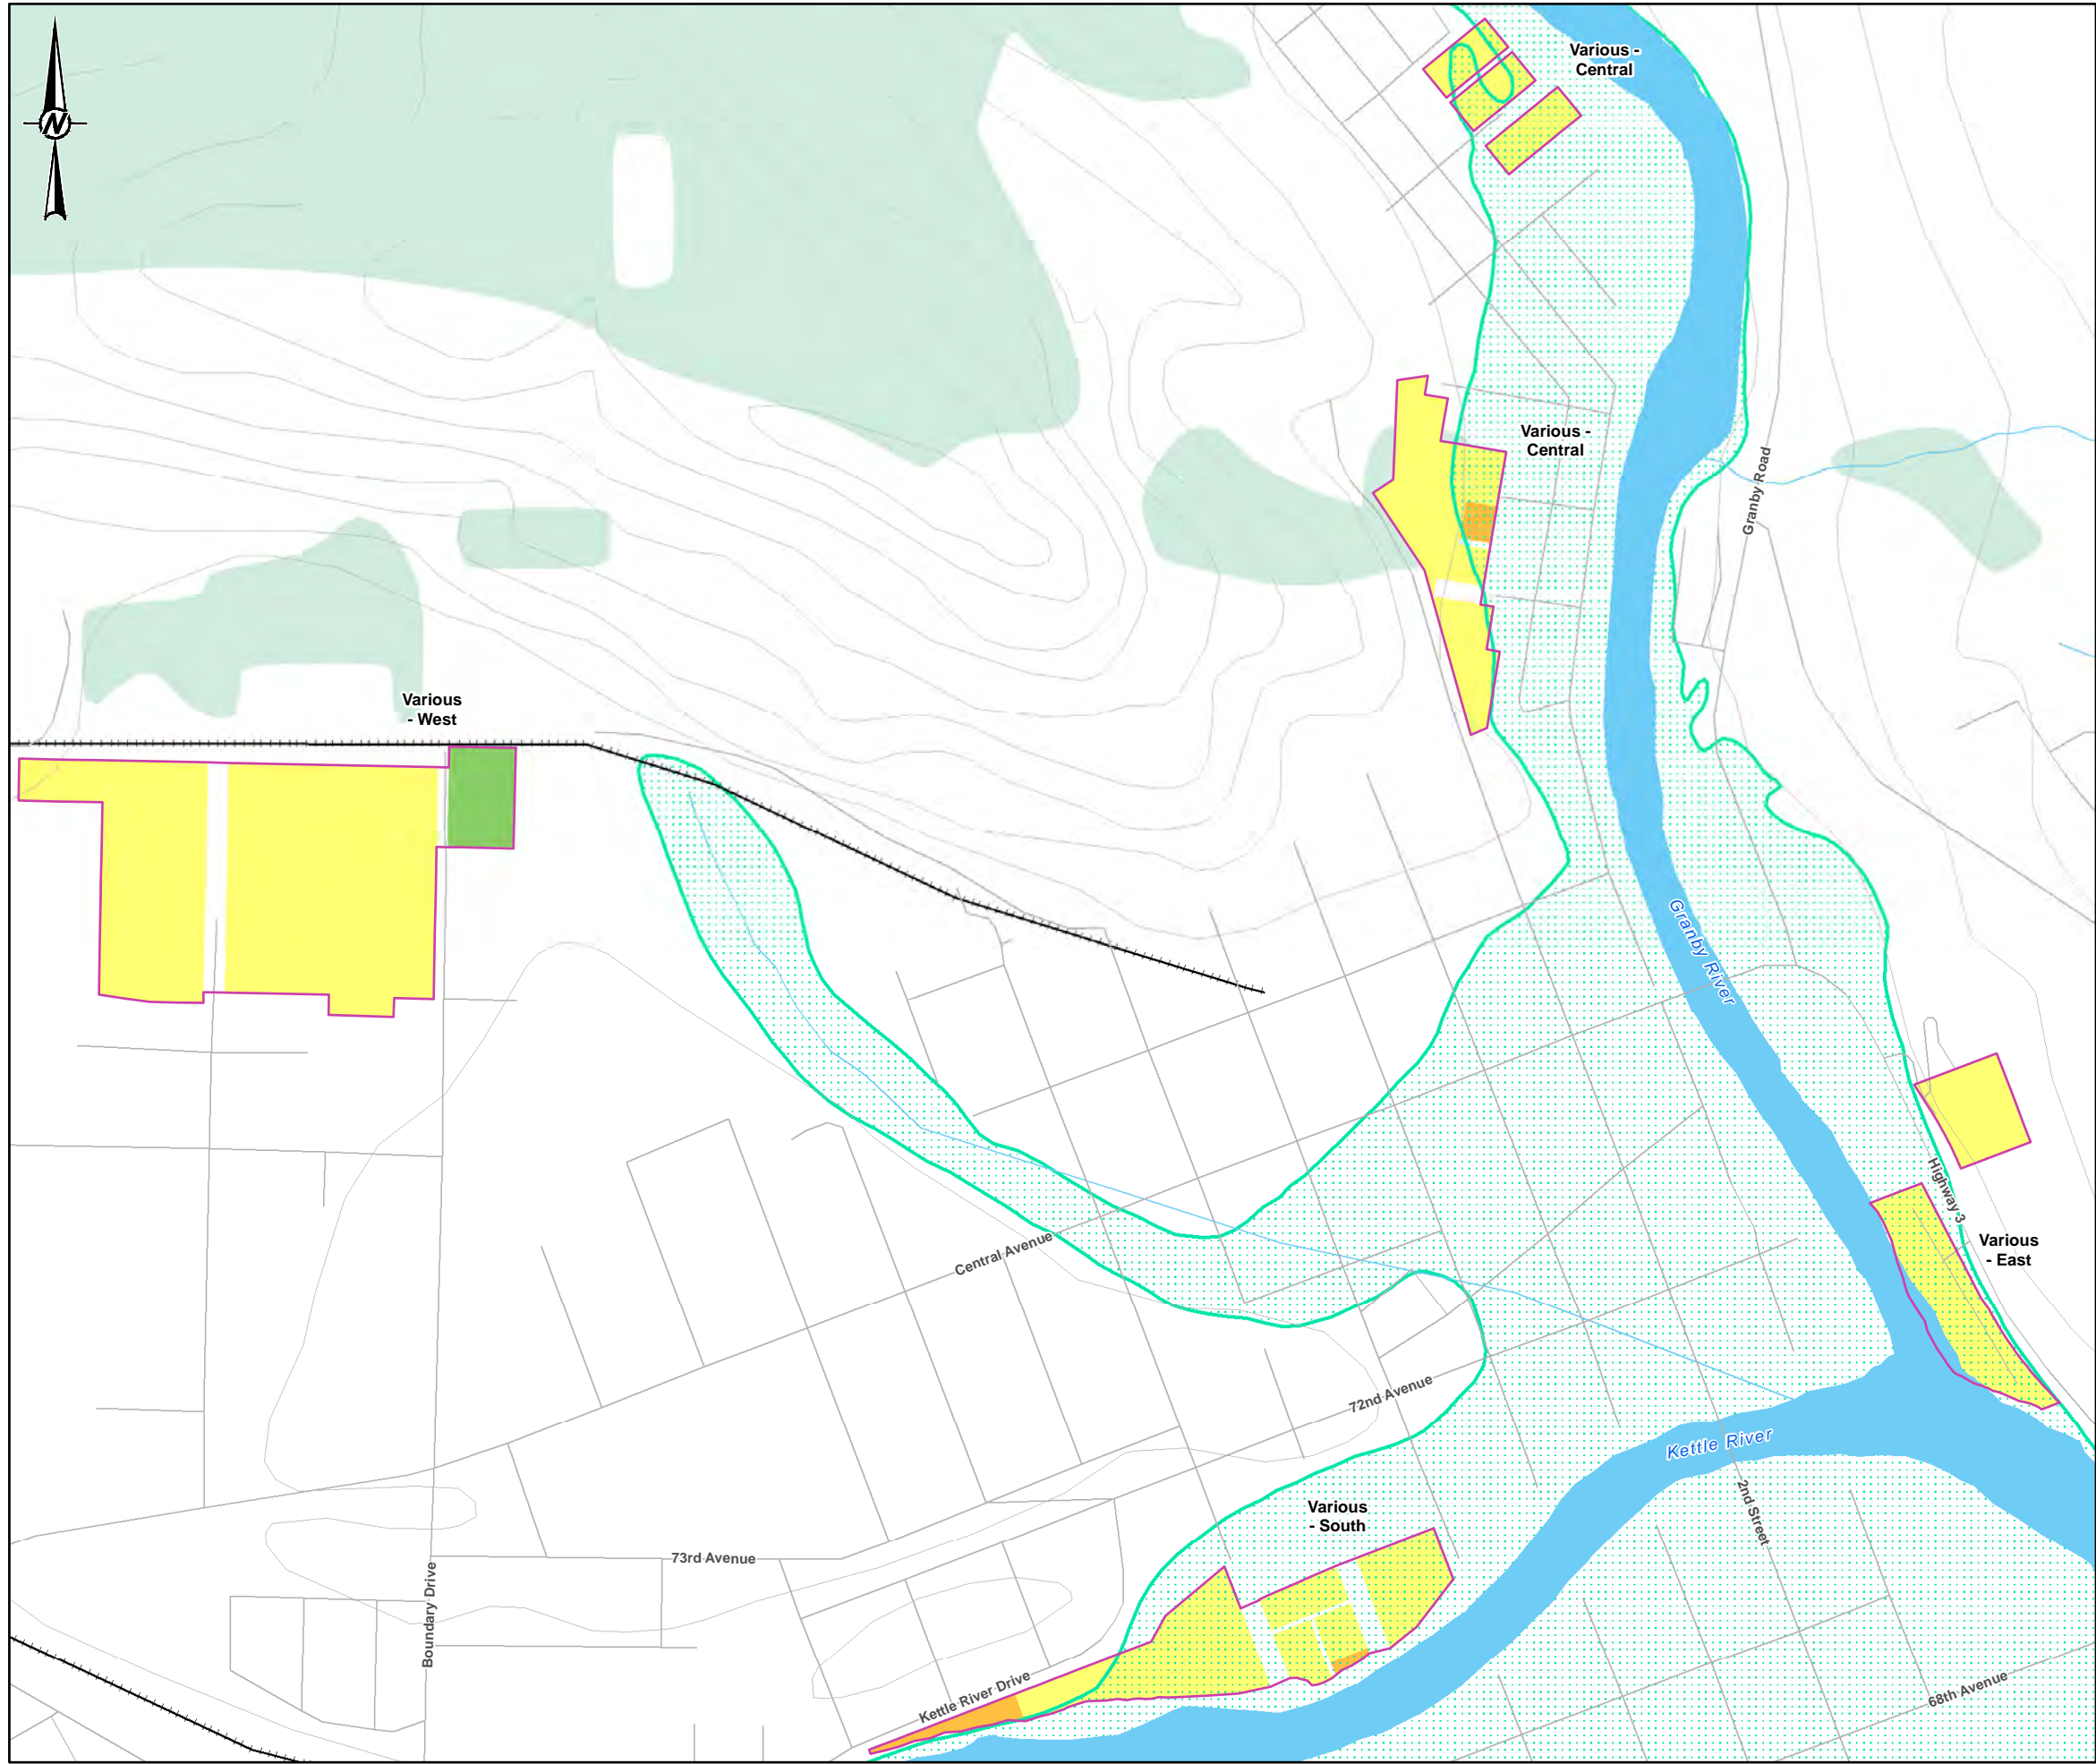 Various -
Central
N
Various -
Central
Granby Road
Various
- West
Granby River
Highway 3
Various
- East
Central Avenue
72nd Avenue
Kettle River
2nd Street
Various
- South
73rd Avenue
Boundary Drive
Kettle River Drive
68th Avenue